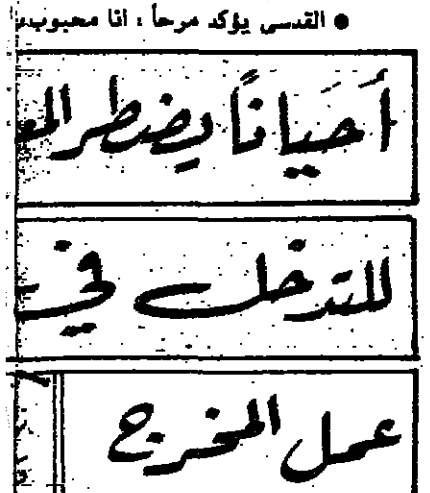 ● القدسي يؤكد مرحاً ، انا محبوب
أحياناً يضطر
للتدخل في
عمل المخرج